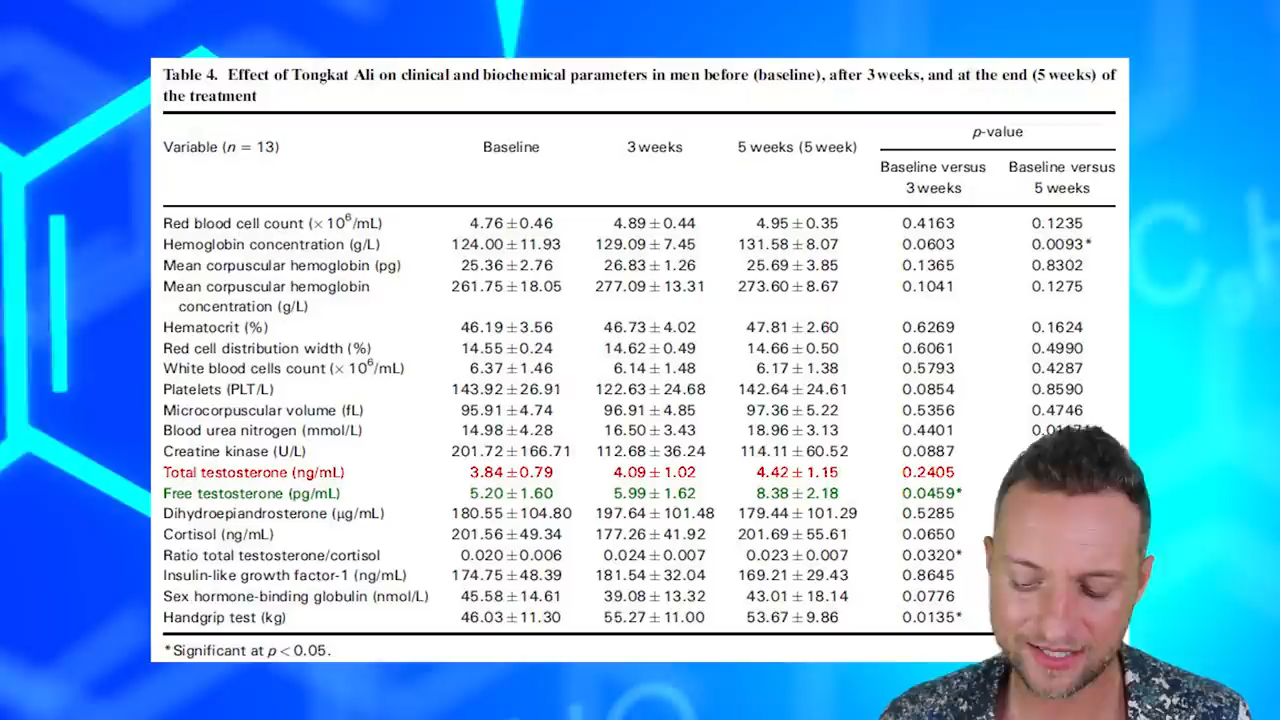 Table 4. Effect of Tongkat Ali on clinical and biochemical parameters in men before (baseline), after 3 weeks, and at the end (5 weeks) of
the treatment
p-value
Variable (n = 13) Baseline 3 weeks 5 weeks (5 week)
Baseline versus 3 weeks Baseline versus 5 weeks
Red blood cell count (× 10⁶/mL) 4.76 ± 0.46 4.89 ± 0.44 4.95 ± 0.35 0.4163 0.1235
Hemoglobin concentration (g/L) 124.00 ± 11.93 129.09 ± 7.45 131.58 ± 8.07 0.0603 0.0093*
Mean corpuscular hemoglobin (pg) 25.36 ± 2.76 26.83 ± 1.26 25.69 ± 3.85 0.1365 0.8302
Mean corpuscular hemoglobin 261.75 ± 18.05 277.09 ± 13.31 273.60 ± 8.67 0.1041 0.1275
concentration (g/L)
Hematocrit (%) 46.19 ± 3.56 46.73 ± 4.02 47.81 ± 2.60 0.6269 0.1624
Red cell distribution width (%) 14.55 ± 0.24 14.62 ± 0.49 14.66 ± 0.50 0.6061 0.4990
White blood cells count (× 10⁶/mL) 6.37 ± 1.46 6.14 ± 1.48 6.17 ± 1.38 0.5793 0.4287
Platelets (PLT/L) 143.92 ± 26.91 122.63 ± 24.68 142.64 ± 24.61 0.0854 0.8590
Microcorpuscular volume (fL) 95.91 ± 4.74 96.91 ± 4.85 97.36 ± 5.22 0.5356 0.4746
Blood urea nitrogen (mmol/L) 14.98 ± 4.28 16.50 ± 3.43 18.96 ± 3.13 0.4401
Creatine kinase (U/L) 201.72 ± 166.71 112.68 ± 36.24 114.11 ± 60.52 0.0887
Total testosterone (ng/mL) 3.84 ± 0.79 4.09 ± 1.02 4.42 ± 1.15 0.2405
Free testosterone (pg/mL) 5.20 ± 1.60 5.99 ± 1.62 8.38 ± 2.18 0.0459*
Dihydroepiandrosterone (μg/mL) 180.55 ± 104.80 197.64 ± 101.48 179.44 ± 101.29 0.5285
Cortisol (ng/mL) 201.56 ± 49.34 177.26 ± 41.92 201.69 ± 55.61 0.0650
Ratio total testosterone/cortisol 0.020 ± 0.006 0.024 ± 0.007 0.023 ± 0.007 0.0320*
Insulin-like growth factor-1 (ng/mL) 174.75 ± 48.39 181.54 ± 32.04 169.21 ± 29.43 0.8645
Sex hormone-binding globulin (nmol/L) 45.58 ± 14.61 39.08 ± 13.32 43.01 ± 18.14 0.0776
Handgrip test (kg) 46.03 ± 11.30 55.27 ± 11.00 53.67 ± 9.86 0.0135*
*Significant at p < 0.05.